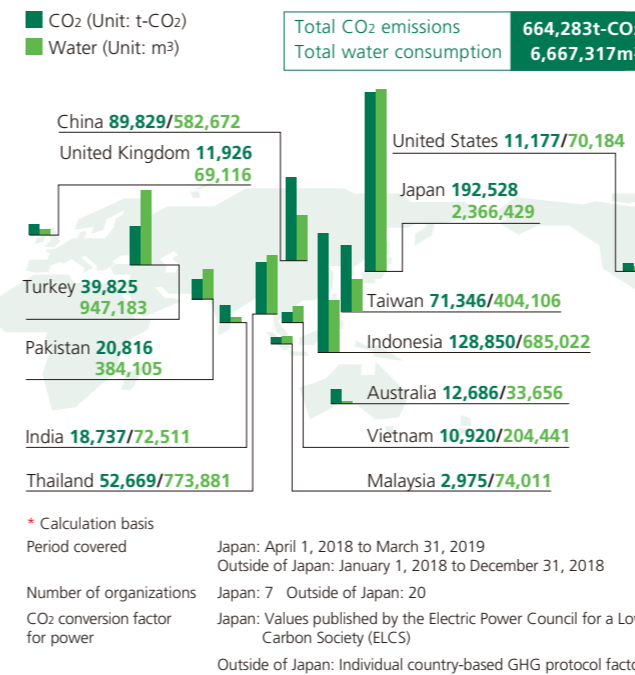 CO2 (Unit: t-CO2)
Water (Unit: m3)
Total CO2 emissions 664,283t-CO2
Total water consumption 6,667,317m
China 89,829/582,672
United Kingdom 11,926
69,116
United States 11,177/70,184
Japan 192,528
2,366,429
Turkey 39,825
947,183
Taiwan 71,346/404,106
Pakistan 20,816
384,105
Indonesia 128,850/685,022
Australia 12,686/33,656
India 18,737/72,511
Vietnam 10,920/204,441
Thailand 52,669/773,881
Malaysia 2,975/74,011
* Calculation basis
Period covered Japan: April 1, 2018 to March 31, 2019
Outside of Japan: January 1, 2018 to December 31, 2018
Number of organizations Japan: 7 Outside of Japan: 20
CO2 conversion factor Japan: Values published by the Electric Power Council for a Lo
for power Carbon Society (ELCS)
Outside of Japan: Individual country-based GHG protocol facto